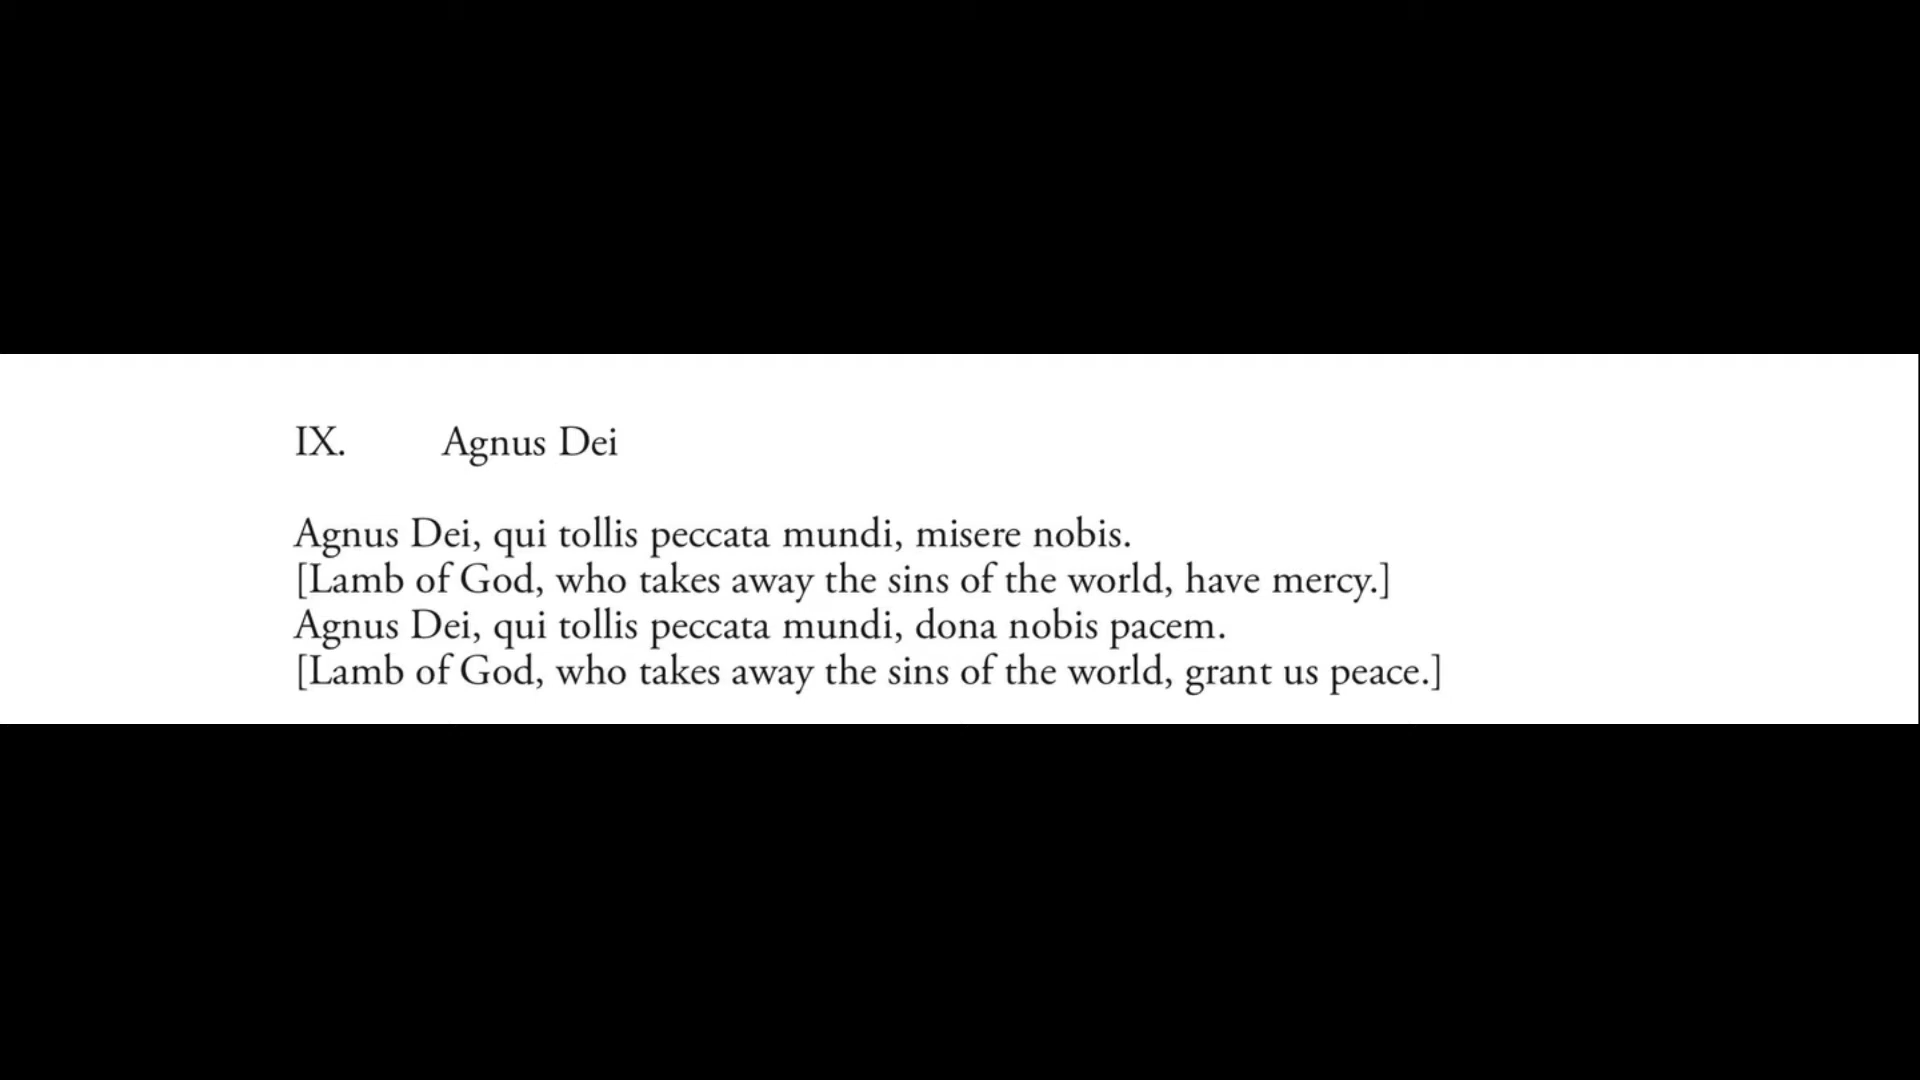 IX. Agnus Dei
Agnus Dei, qui tollis peccata mundi, misere nobis.
[Lamb of God, who takes away the sins of the world, have mercy.]
Agnus Dei, qui tollis peccata mundi, dona nobis pacem.
[Lamb of God, who takes away the sins of the world, grant us peace.]